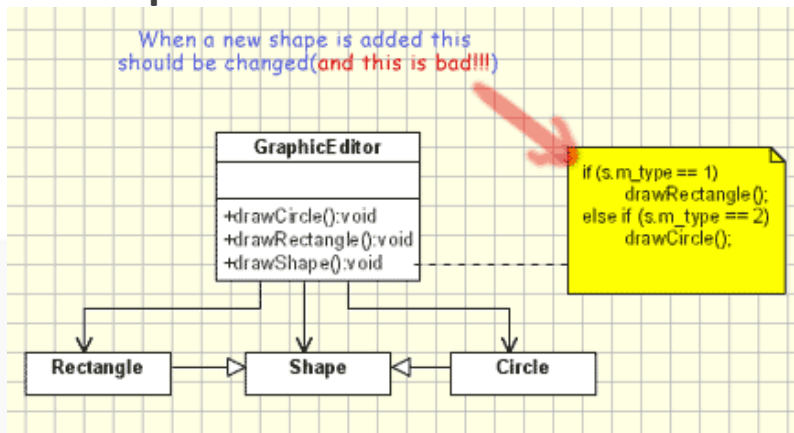 When a new shape is added this
should be changed(and this is bad!!!)
GraphicEditor
+drawCircle():void
+drawRectangle():void
+drawShape():void
if (s.m_type == 1)
drawRectangle();
else if (s.m_type == 2)
drawCircle();
Rectangle
Shape
Circle